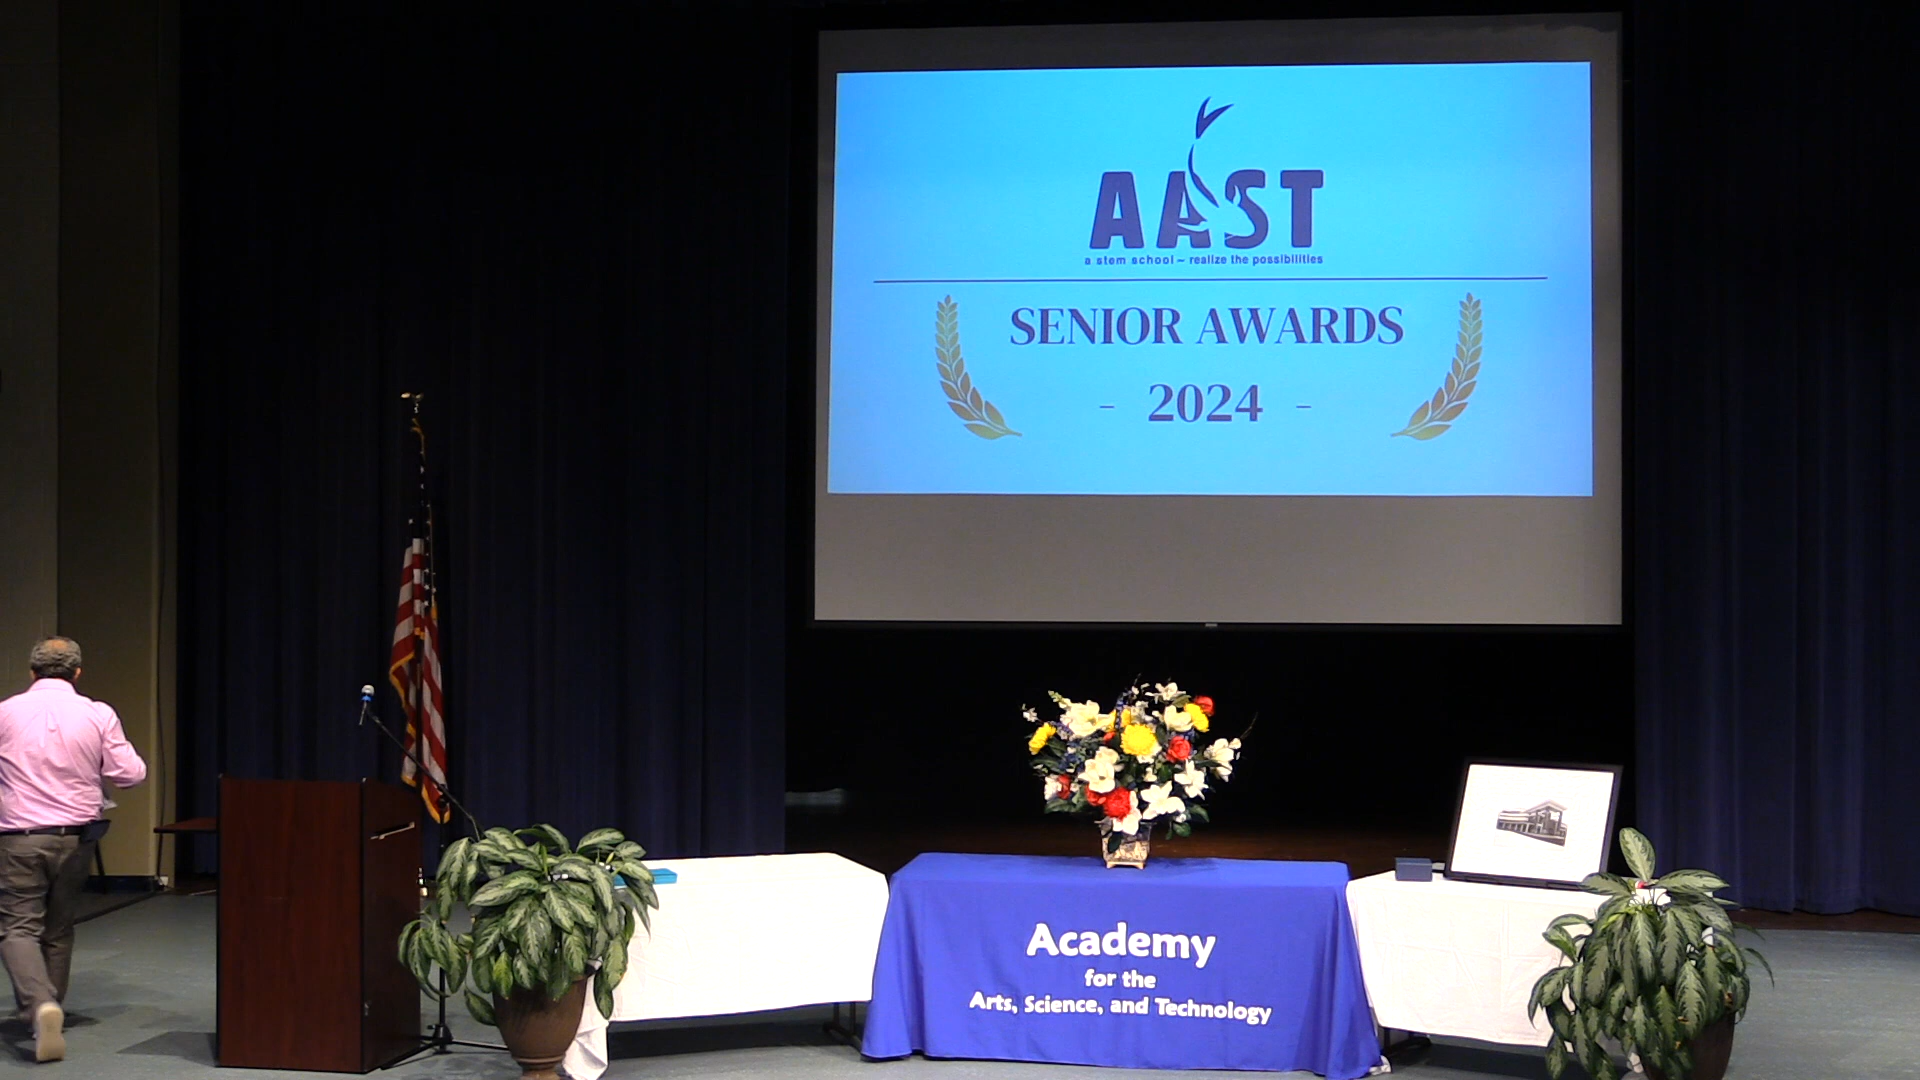 AAST
a stem school – realize the possibilities
SENIOR AWARDS
- 2024 -
Academy
for the
Arts, Science, and Technology